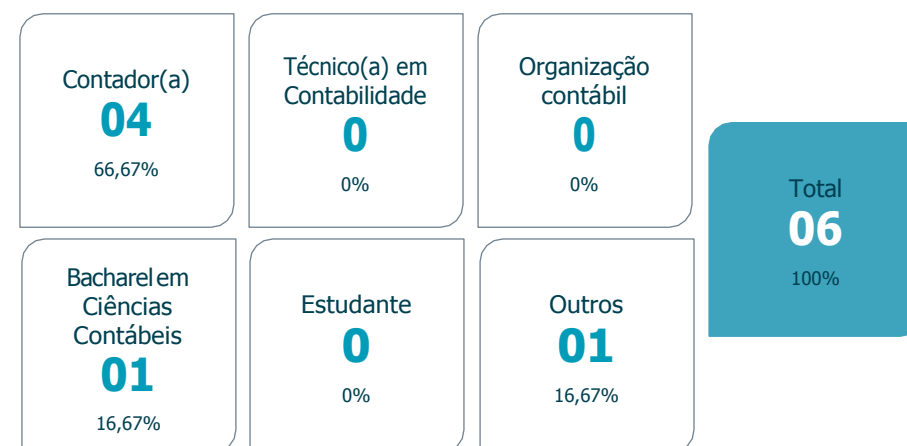 Contador(a)
04
66,67%
Técnico(a) em
Contabilidade
0
0%
Organização
contábil
0
0%
Total
06
100%
Bacharel em
Ciências
Contábeis
01
16,67%
Estudante
0
0%
Outros
01
16,67%